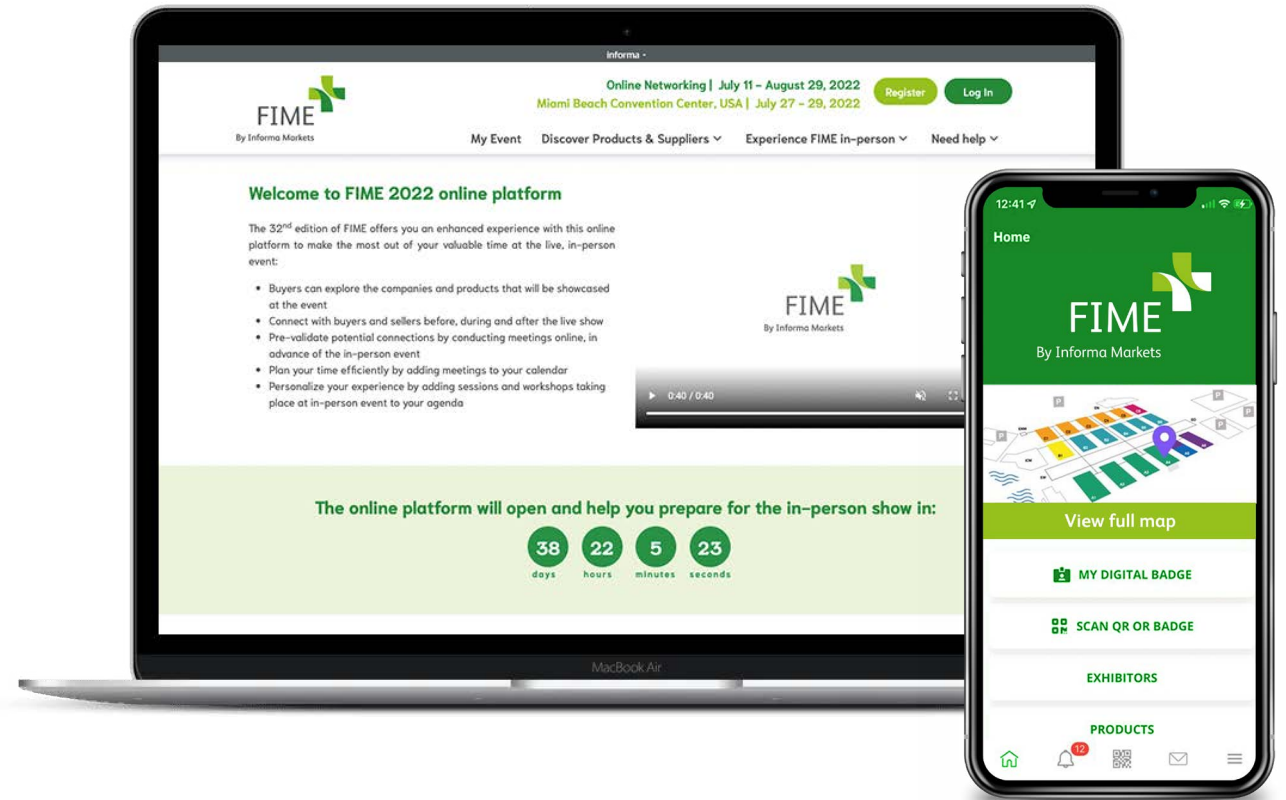 informa
FIME
By Informa Markets
Online Networking | July 11 - August 29, 2022
Miami Beach Convention Center, USA | July 27 - 29, 2022
Register
Log In
My Event
Discover Products & Suppliers
Experience FIME in-person
Need help
Welcome to FIME 2022 online platform
The 32nd edition of FIME offers you an enhanced experience with this online
platform to make the most out of your valuable time at the live, in-person
event:
• Buyers can explore the companies and products that will be showcased
at the event
• Connect with buyers and sellers before, during and after the live show
• Pre-validate potential connections by conducting meetings online, in
advance of the in-person event
• Plan your time efficiently by adding meetings to your calendar
• Personalize your experience by adding sessions and workshops taking
place at in-person event to your agenda
FIME
By Informa Markets
0:40 / 0:40
The online platform will open and help you prepare for the in-person show in:
38 22 5 23
days hours minutes seconds
MacBook Air
12:41
Home
FIME
By Informa Markets
P
P
P
P
P
View full map
MY DIGITAL BADGE
SCAN QR OR BADGE
EXHIBITORS
PRODUCTS
12